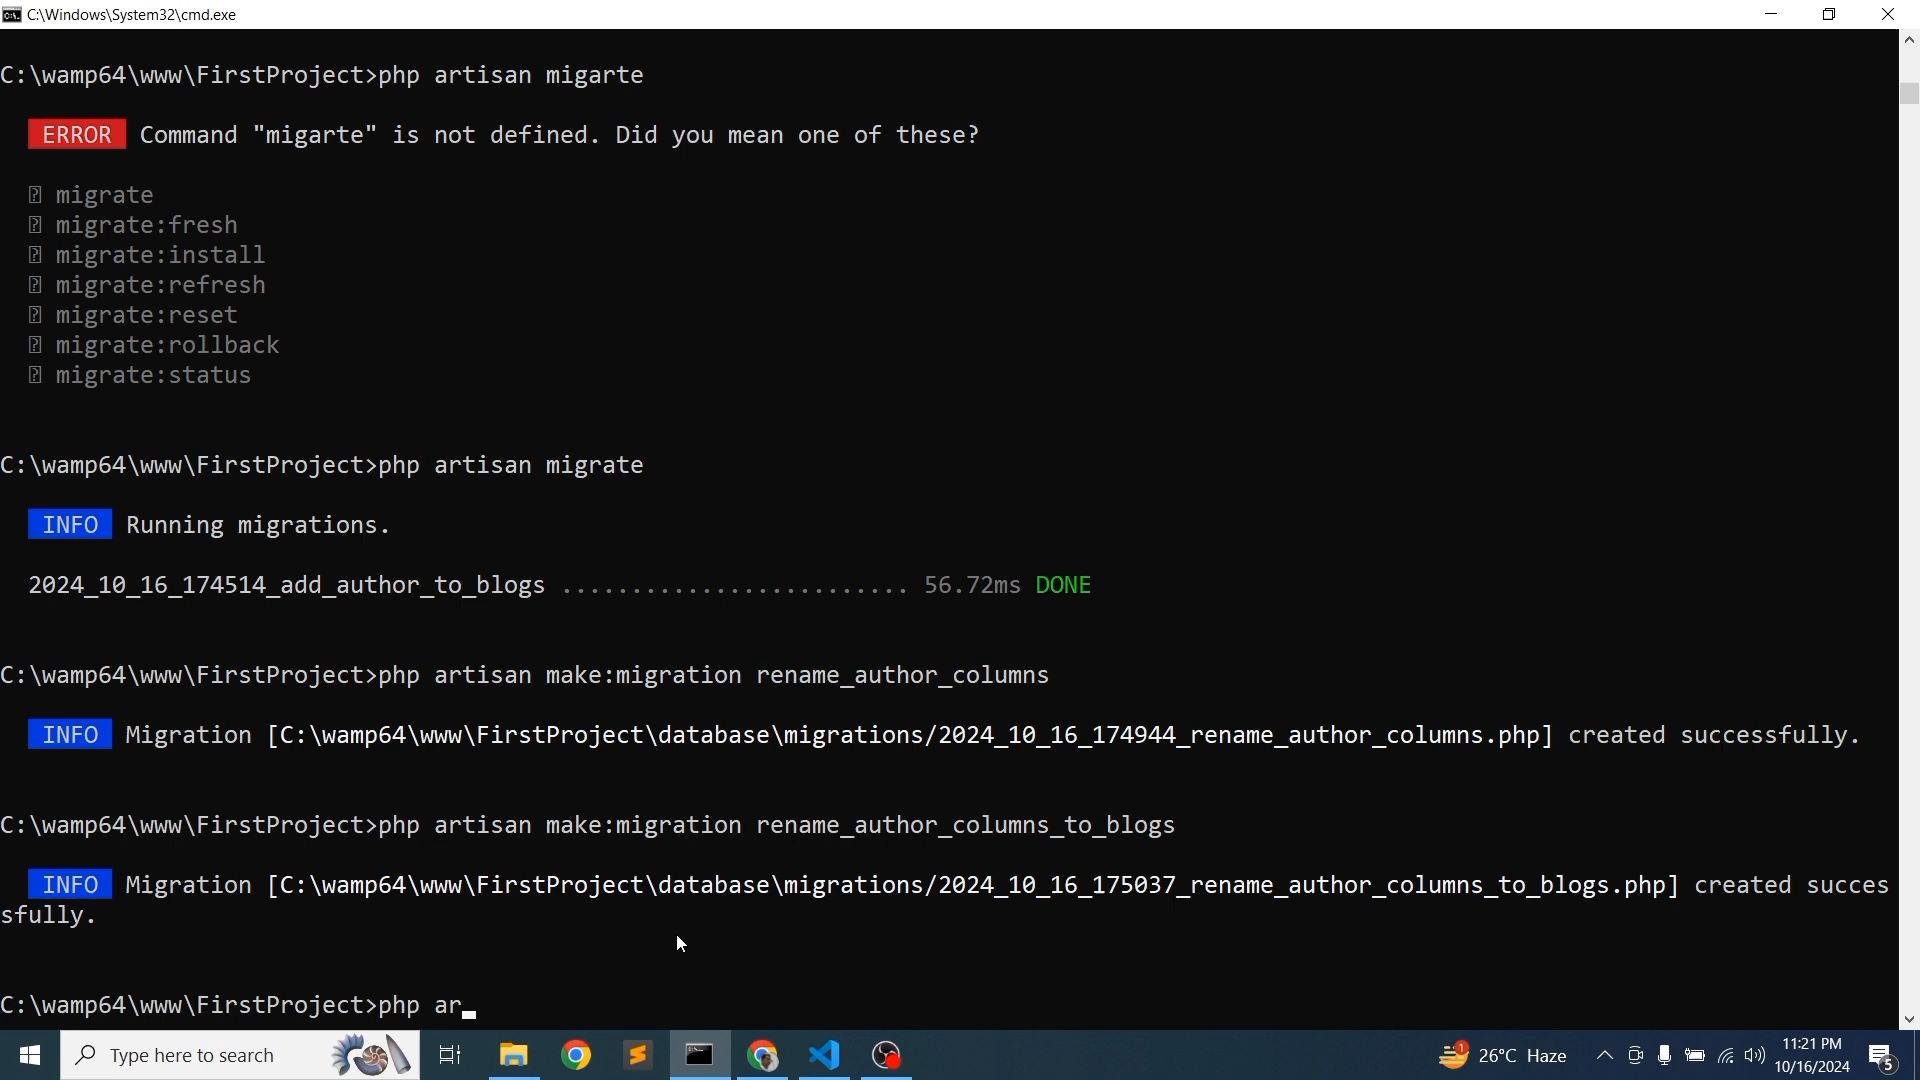 C:\Windows\System32\cmd.exe
C:\wamp64\www\FirstProject>php artisan migarte
ERROR Command "migarte" is not defined. Did you mean one of these?
migrate
migrate:fresh
migrate:install
migrate:refresh
migrate:reset
migrate:rollback
migrate:status
C:\wamp64\www\FirstProject>php artisan migrate
INFO Running migrations.
2024_10_16_174514_add_author_to_blogs ......................... 56.72ms DONE
C:\wamp64\www\FirstProject>php artisan make:migration rename_author_columns
INFO Migration [C:\wamp64\www\FirstProject\database\migrations/2024_10_16_174944_rename_author_columns.php] created successfully.
C:\wamp64\www\FirstProject>php artisan make:migration rename_author_columns_to_blogs
INFO Migration [C:\wamp64\www\FirstProject\database\migrations/2024_10_16_175037_rename_author_columns_to_blogs.php] created succes
sfully.
C:\wamp64\www\FirstProject>php ar_
Type here to search
1
26°C Haze
11:21 PM
10/16/2024
5